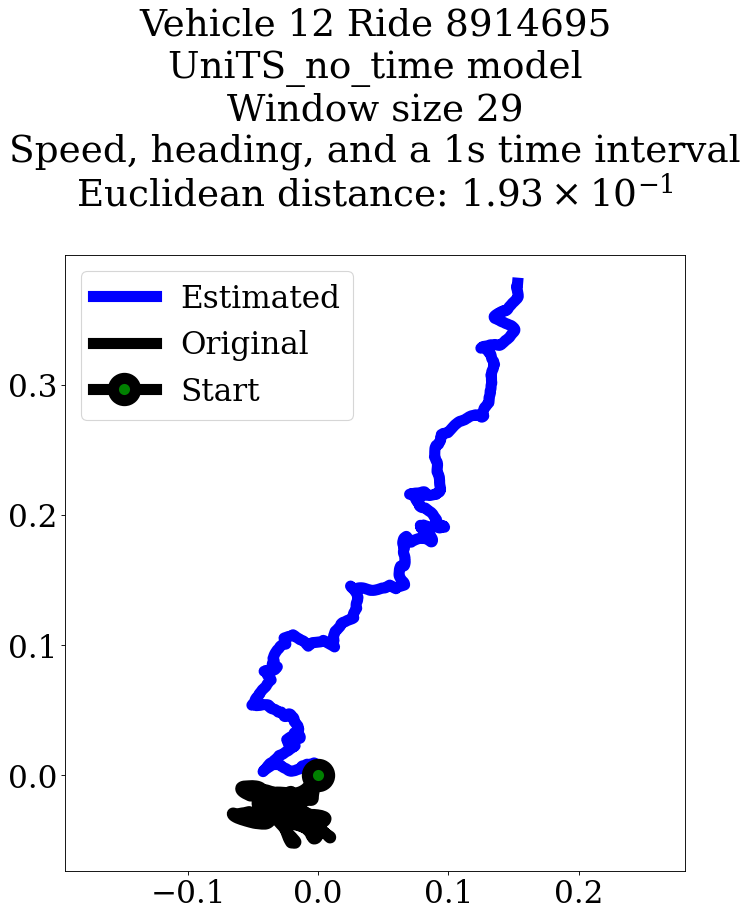 Vehicle 12 Ride 8914695
UniTS_no_time model
Window size 29
Speed, heading, and a 1s time interval
Euclidean distance: 1.93 × 10⁻¹
Estimated
Original
Start
0.3
0.2
0.1
0.0
−0.1 0.0 0.1 0.2